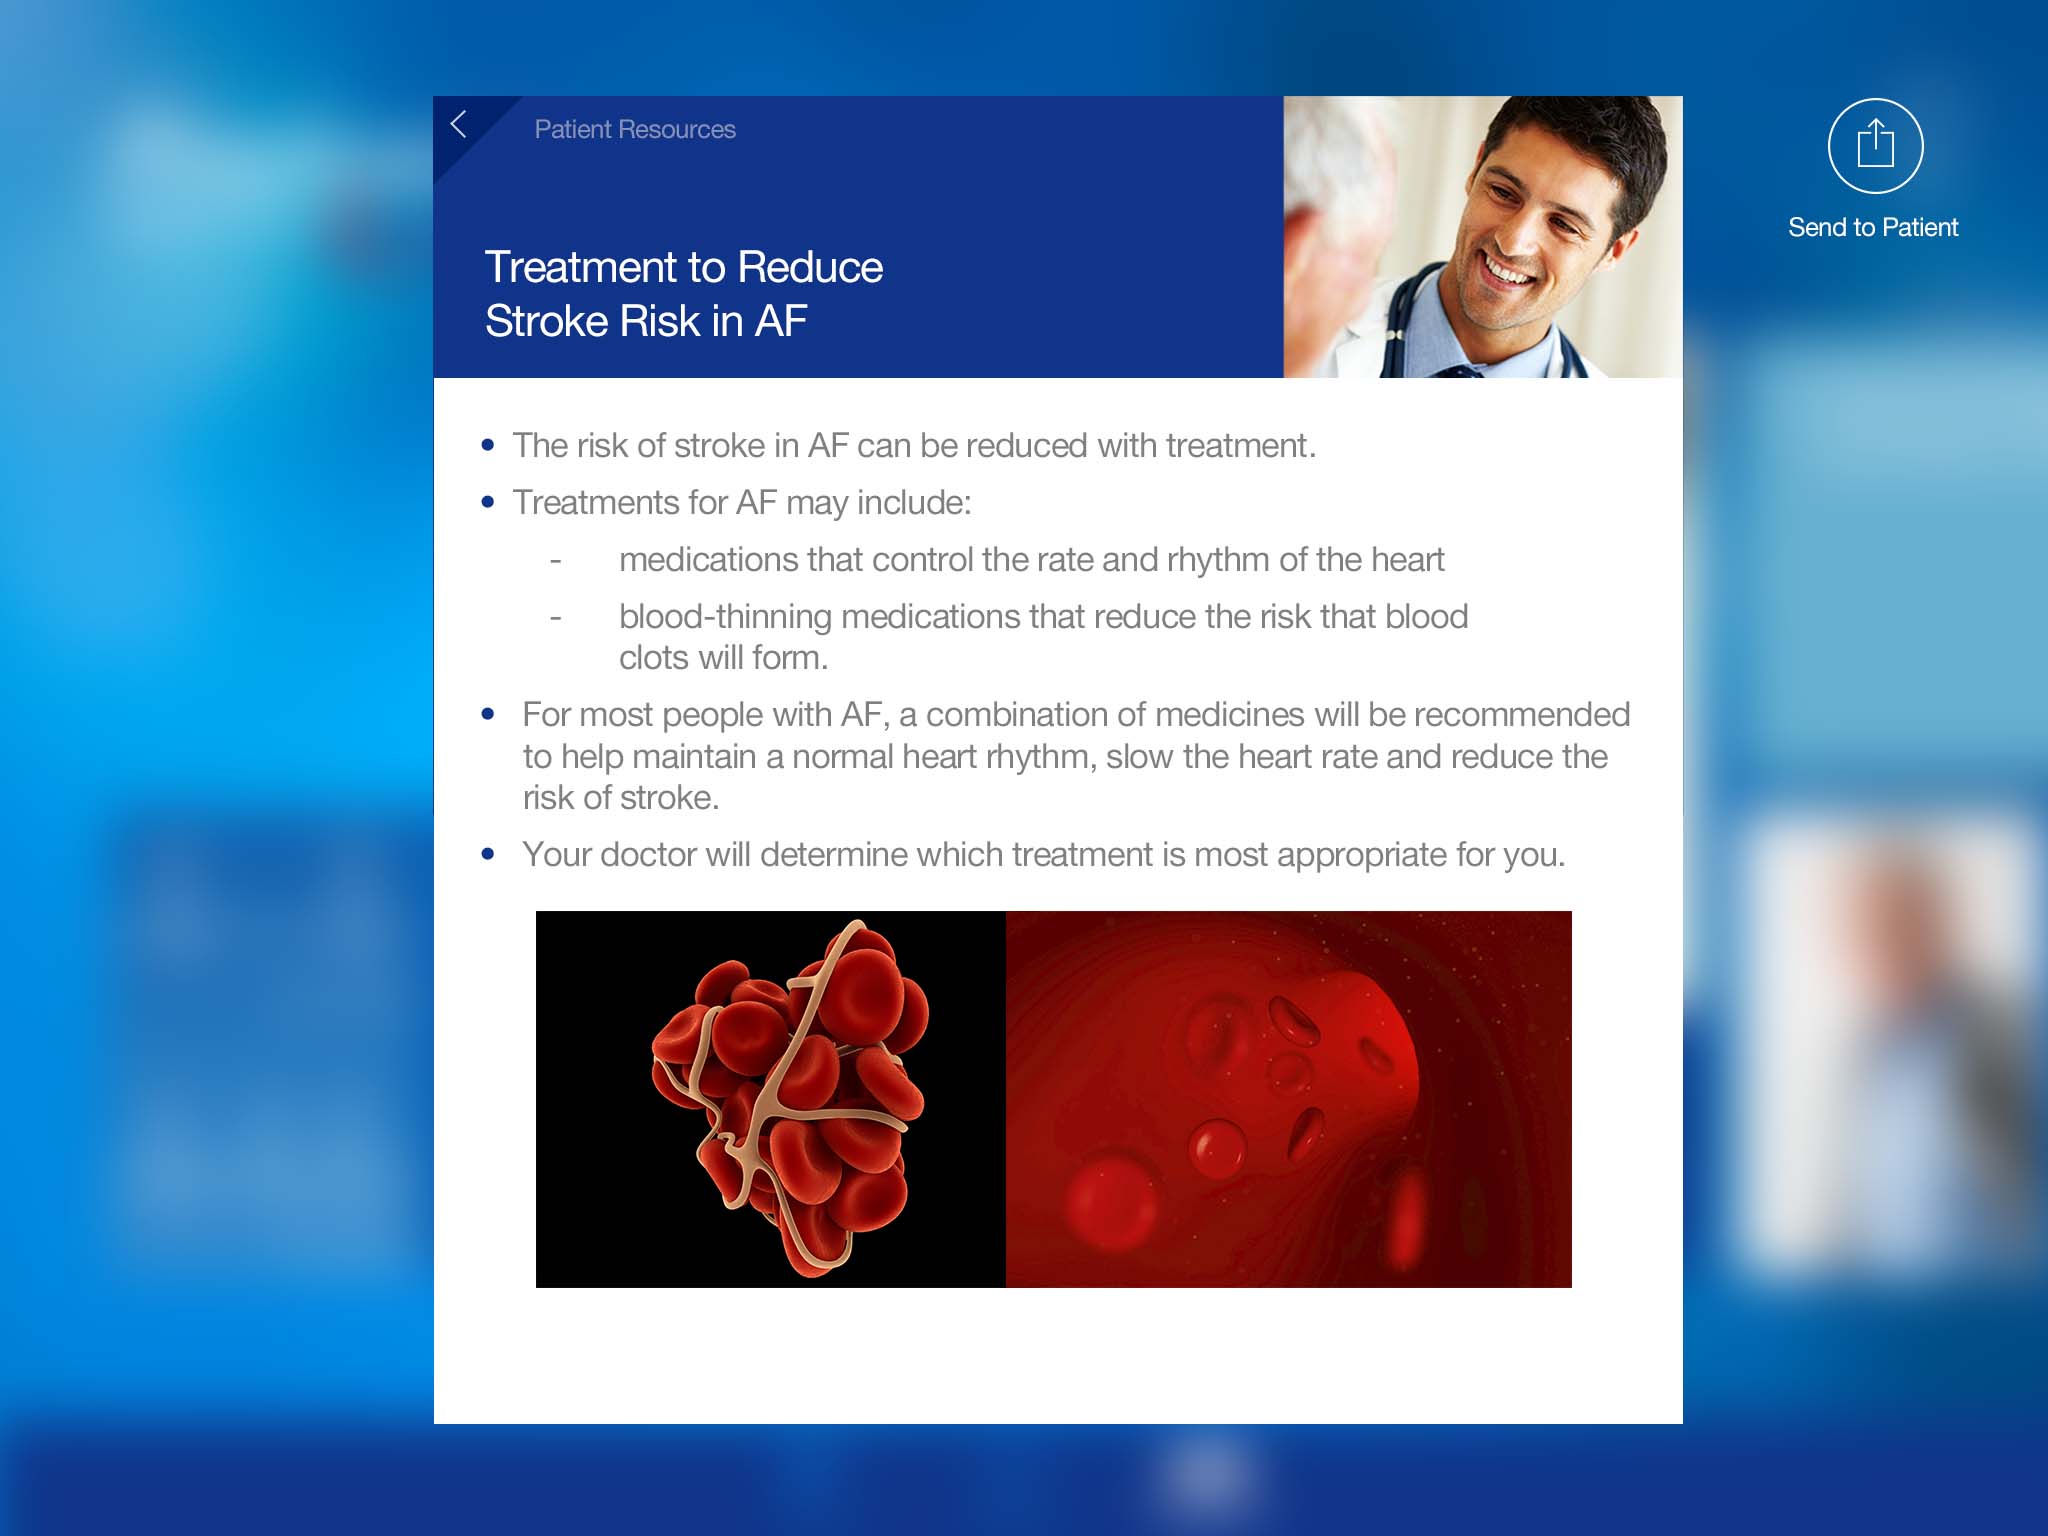 Patient Resources
Send to Patient
Treatment to Reduce
Stroke Risk in AF
• The risk of stroke in AF can be reduced with treatment.
• Treatments for AF may include:
- medications that control the rate and rhythm of the heart
- blood-thinning medications that reduce the risk that blood
clots will form.
• For most people with AF, a combination of medicines will be recommended
to help maintain a normal heart rhythm, slow the heart rate and reduce the
risk of stroke.
• Your doctor will determine which treatment is most appropriate for you.